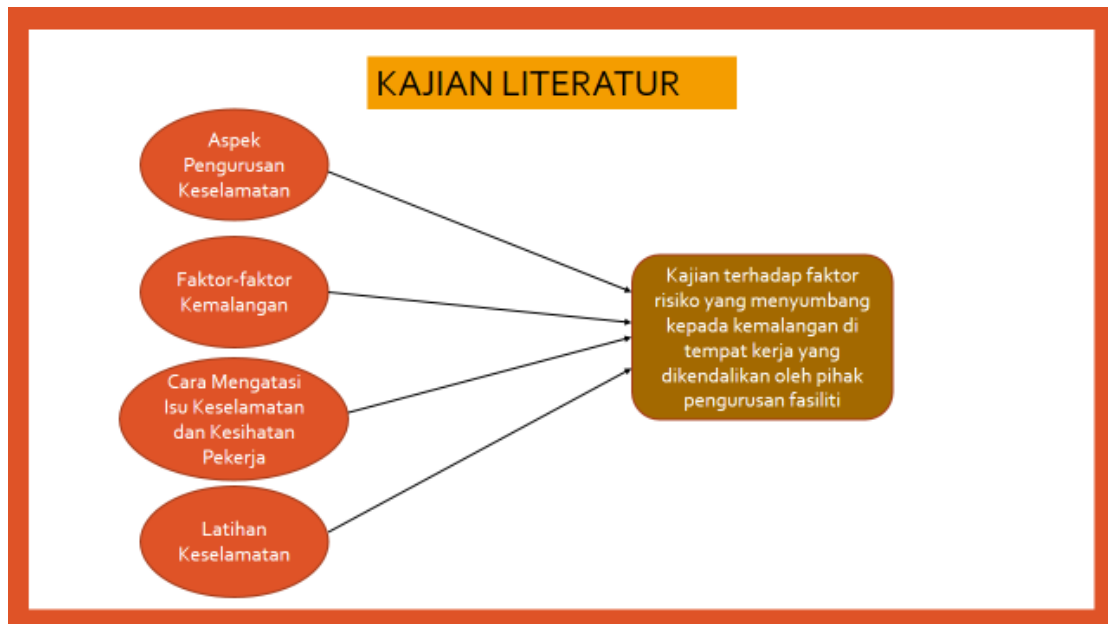 KAJIAN LITERATUR
Aspek
Pengurusan
Keselamatan
Faktor-faktor
Kemalangan
Cara Mengatasi
Isu Keselamatan
dan Kesihatan
Pekerja
Latihan
Keselamatan
Kajian terhadap faktor
risiko yang menyumbang
kepada kemalangan di
tempat kerja yang
dikendalikan oleh pihak
pengurusan fasiliti